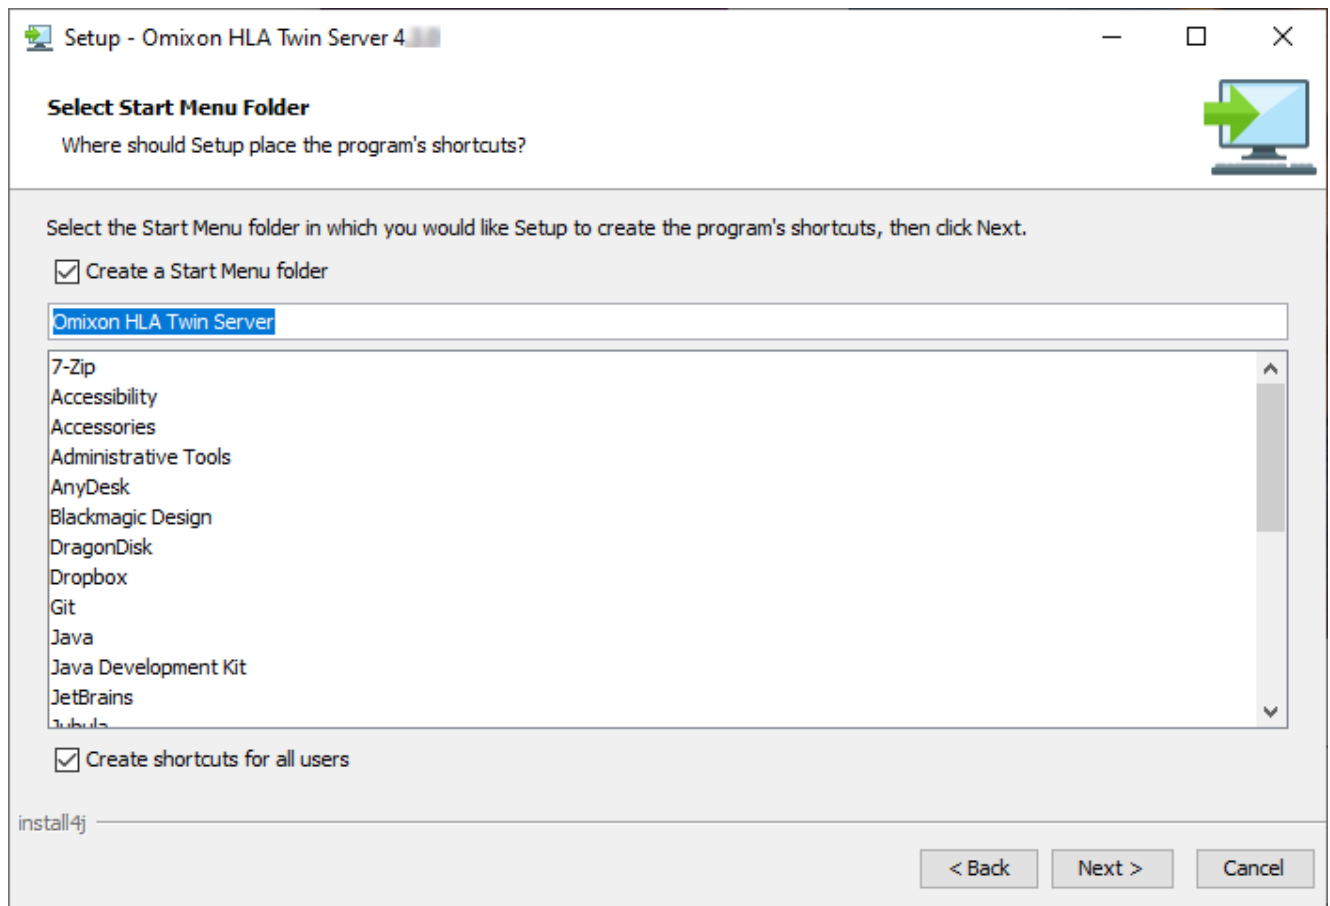 Setup - Omixon HLA Twin Server 4
Select Start Menu Folder
Where should Setup place the program's shortcuts?
Select the Start Menu folder in which you would like Setup to create the program's shortcuts, then click Next.
Create a Start Menu folder
Omixon HLA Twin Server
7-Zip
Accessibility
Accessories
Administrative Tools
AnyDesk
Blackmagic Design
DragonDisk
Dropbox
Git
Java
Java Development Kit
JetBrains
Jubula
Create shortcuts for all users
install4j
< Back Next > Cancel